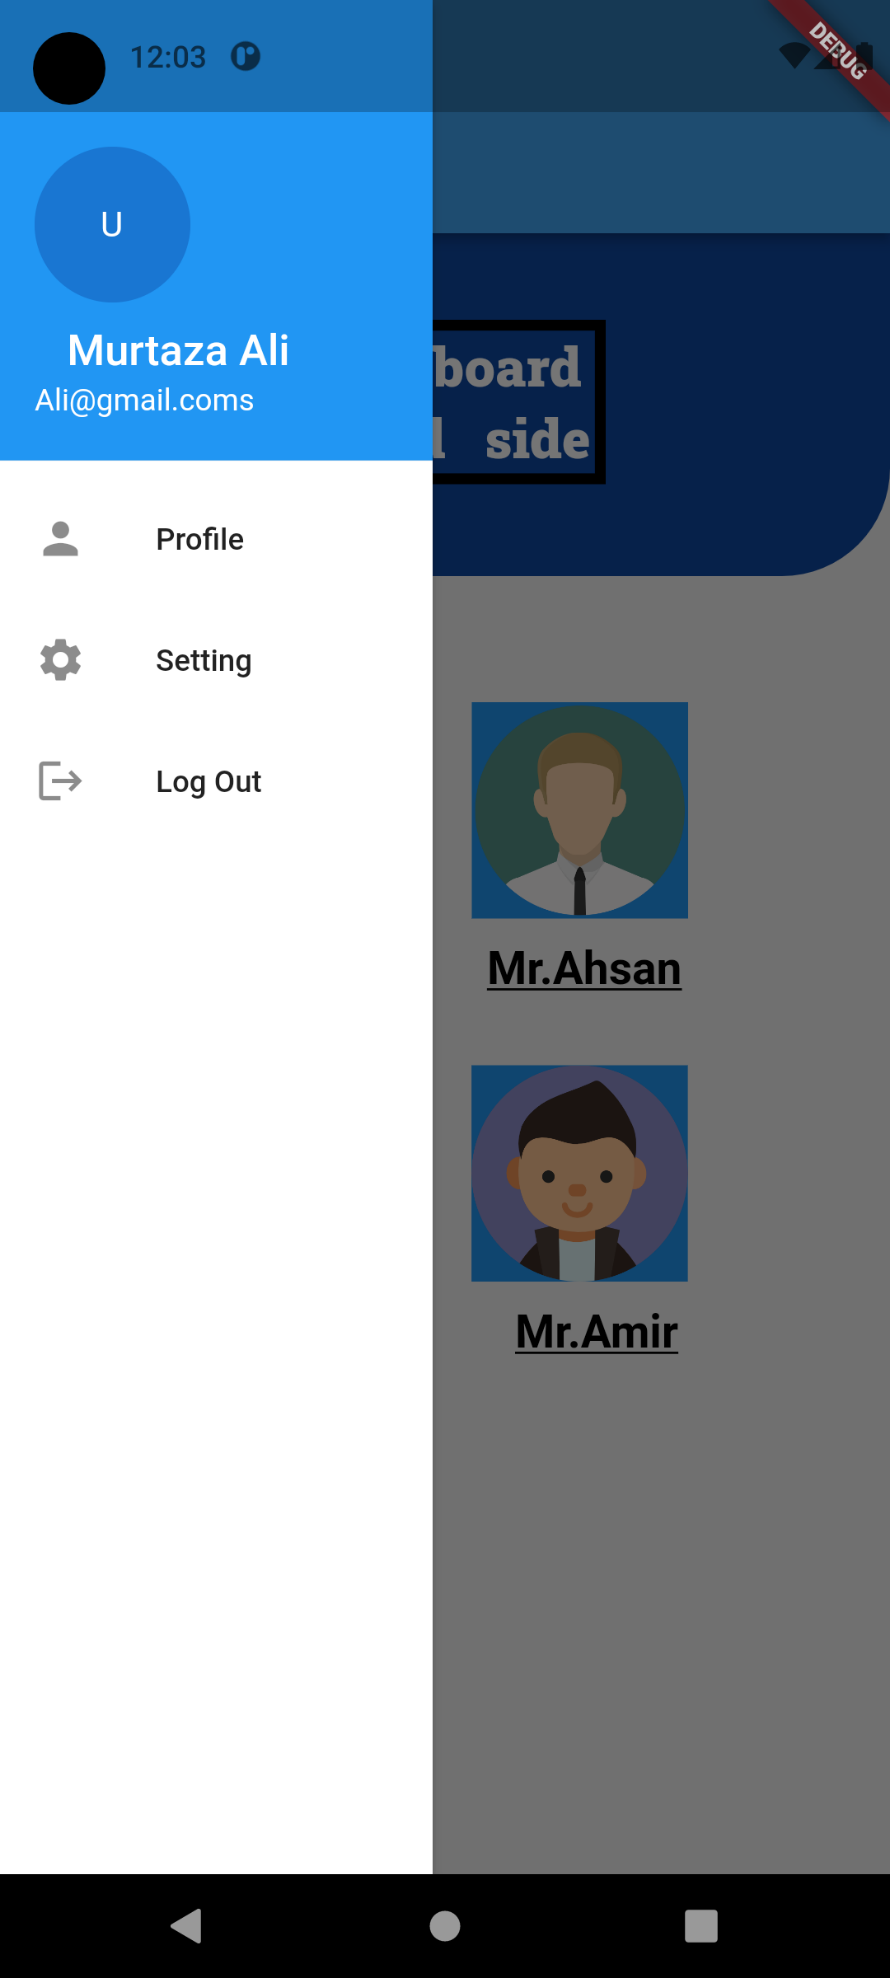 12:03
DEBUG
U
Murtaza Ali
Ali@gmail.coms
board
side
Profile
Setting
Log Out
Mr.Ahsan
Mr.Amir